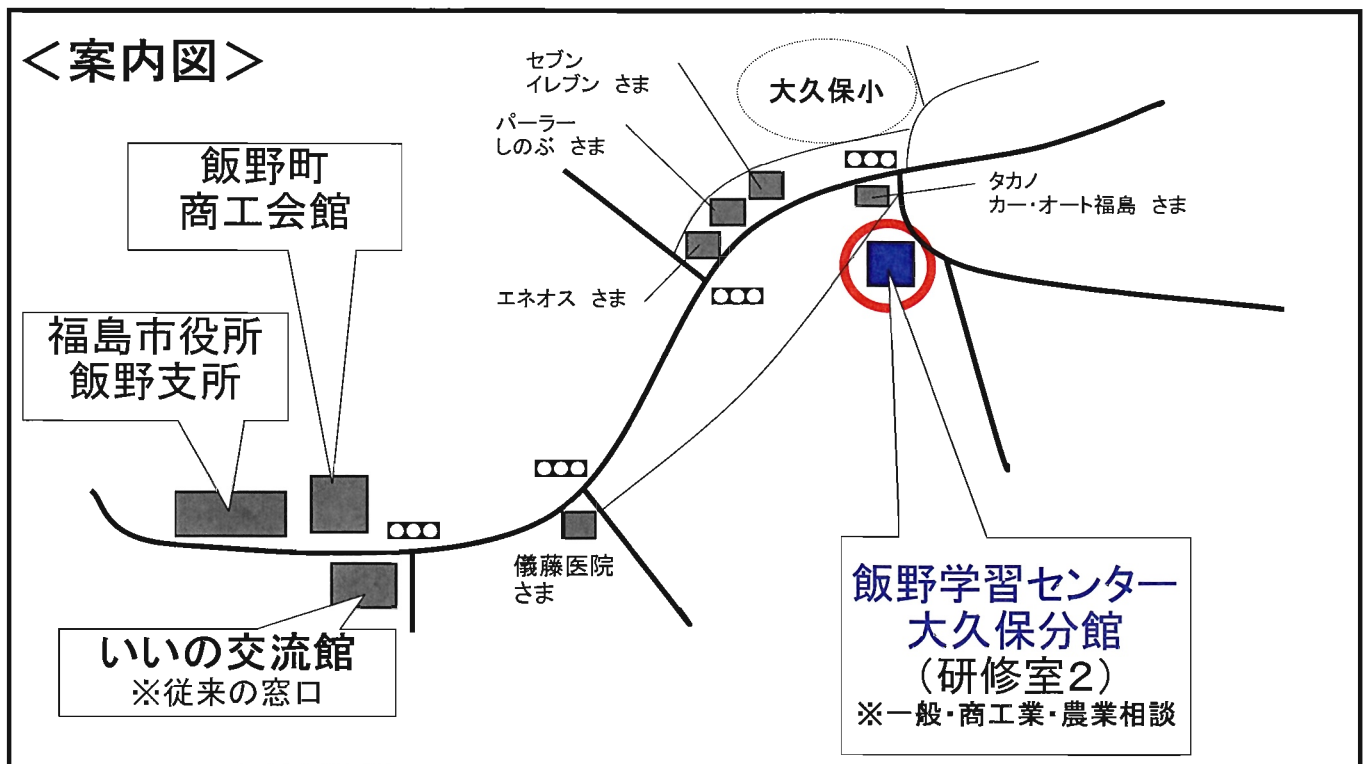 ＜案内図＞
セブン
イレブン さま
大久保小
パーラー
しのぶ さま
飯野町
商工会館
タカノ
カー・オート福島 さま
エネオス さま
福島市役所
飯野支所
儀藤医院
さま
いいの交流館
※従来の窓口
飯野学習センター
大久保分館
（研修室２）
※一般・商工業・農業相談